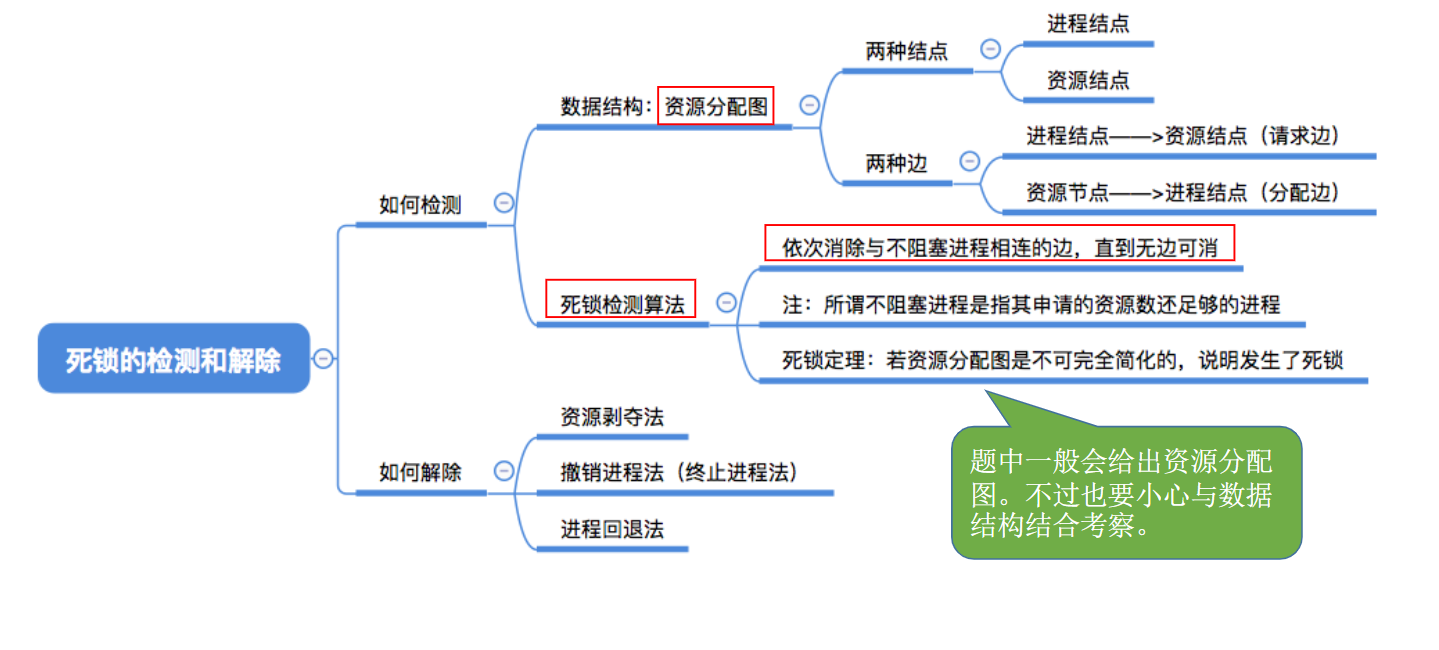 死锁的检测和解除
如何检测
数据结构：资源分配图
两种结点
进程结点
资源结点
两种边
进程结点——>资源结点（请求边）
资源节点——>进程结点（分配边）
死锁检测算法
依次消除与不阻塞进程相连的边，直到无边可消
注：所谓不阻塞进程是指其申请的资源数还足够的进程
死锁定理：若资源分配图是不可完全简化的，说明发生了死锁
题中一般会给出资源分配
图。不过也要小心与数据
结构结合考察。
如何解除
资源剥夺法
撤销进程法（终止进程法）
进程回退法